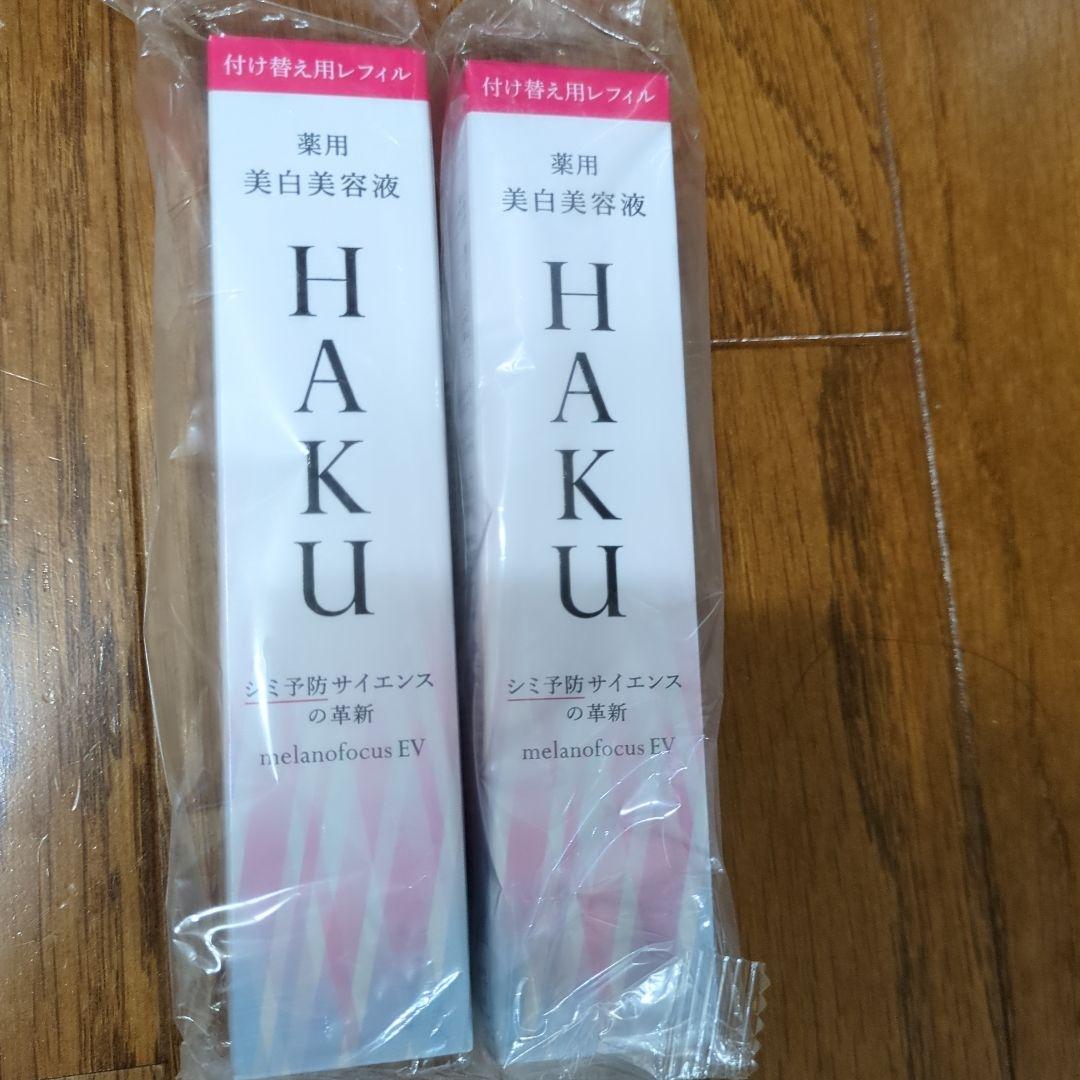 付け替え用レフィル
薬用
美白美容液
HAKU
シミ予防サイエンス
の革新
melanofocus EV
付け替え用レフィル
薬用
美白美容液
HAKU
シミ予防サイエンス
の革新
melanofocus EV